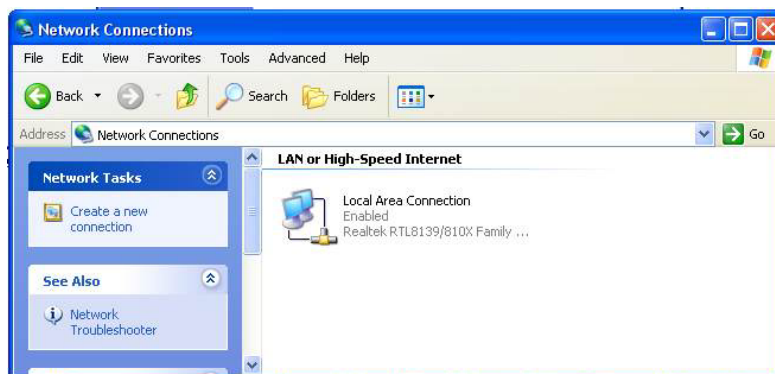 Network Connections
File Edit View Favorites Tools Advanced Help
Back Search Folders
Address Network Connections Go
Network Tasks
Create a new
connection
See Also
Network
Troubleshooter
LAN or High-Speed Internet
Local Area Connection
Enabled
Realtek RTL8139/810X Family ...